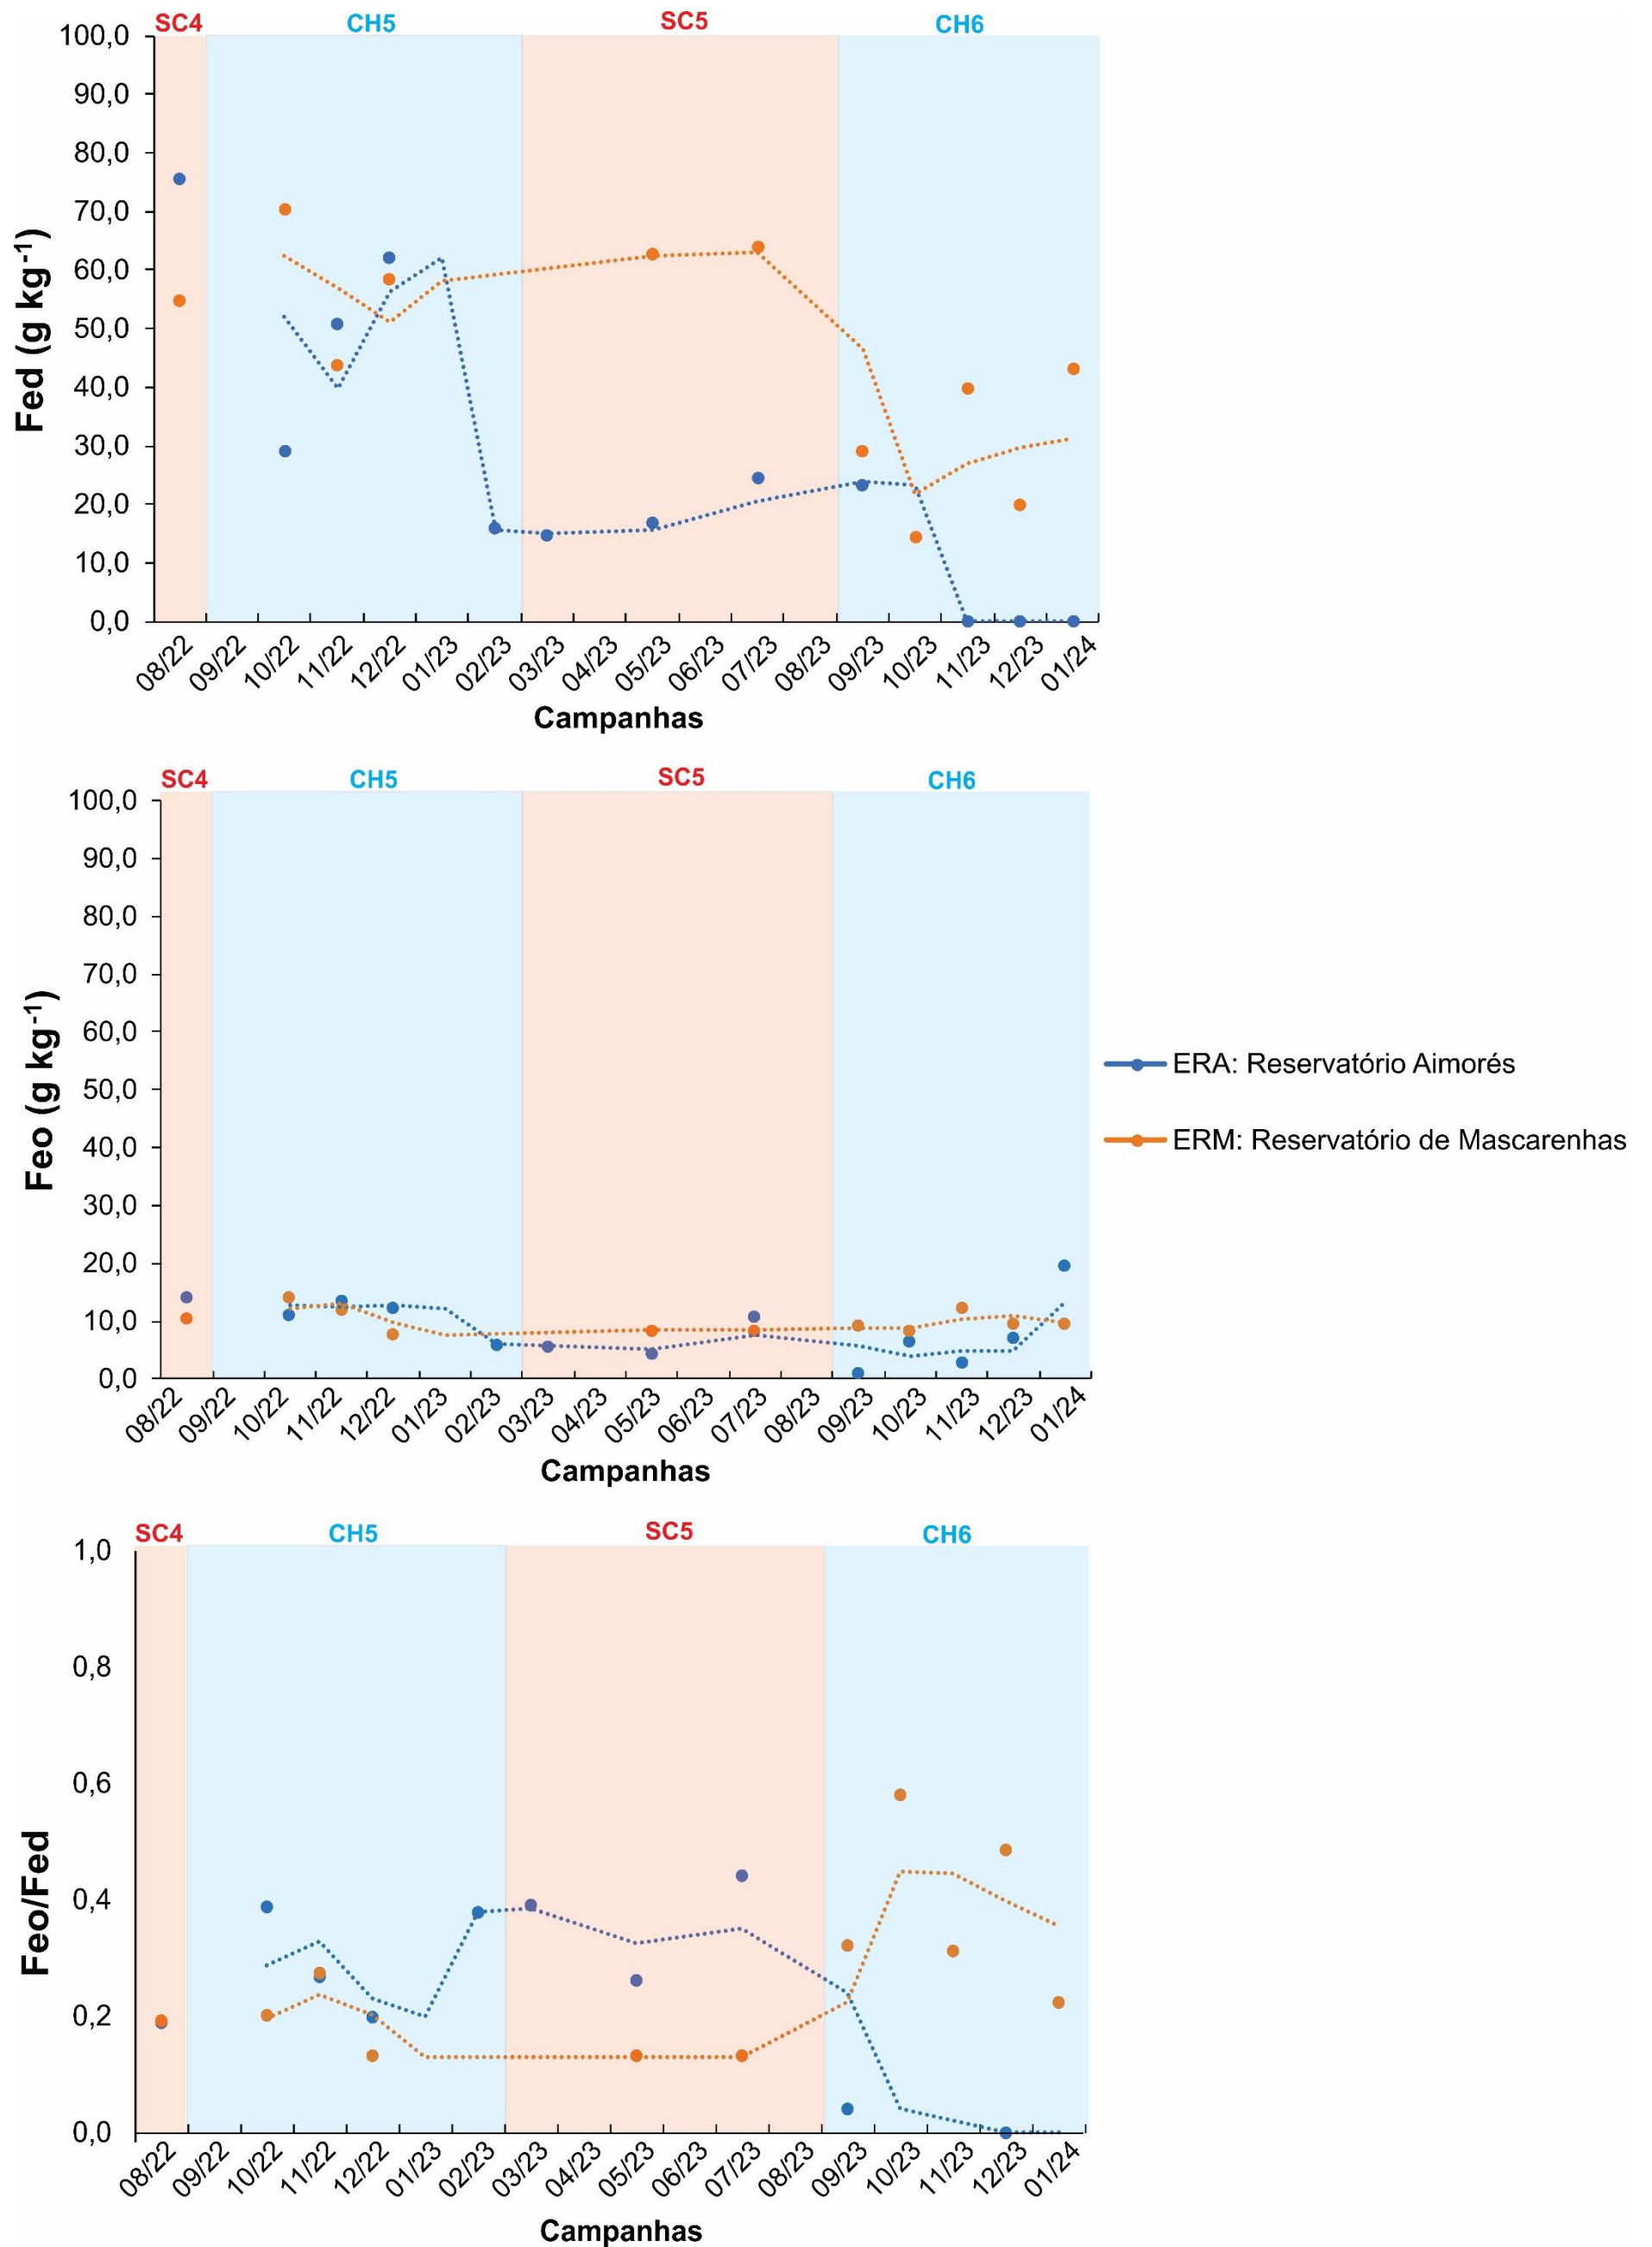 SC4 CH5 SC5 CH6
100,0
90,0
80,0
70,0
60,0
50,0
40,0
30,0
20,0
10,0
0,0
Fed (g kg-1)
08/22 09/22 10/22 11/22 12/22 01/23 02/23 03/23 04/23 05/23 06/23 07/23 08/23 09/23 10/23 11/23 12/23 01/24
Campanhas
SC4 CH5 SC5 CH6
100,0
90,0
80,0
70,0
60,0
50,0
40,0
30,0
20,0
10,0
0,0
Feo (g kg-1)
08/22 09/22 10/22 11/22 12/22 01/23 02/23 03/23 04/23 05/23 06/23 07/23 08/23 09/23 10/23 11/23 12/23 01/24
Campanhas
ERA: Reservatório Aimorés
ERM: Reservatório de Mascarenhas
SC4 CH5 SC5 CH6
1,0
0,8
0,6
0,4
0,2
0,0
Feo/Fed
08/22 09/22 10/22 11/22 12/22 01/23 02/23 03/23 04/23 05/23 06/23 07/23 08/23 09/23 10/23 11/23 12/23 01/24
Campanhas